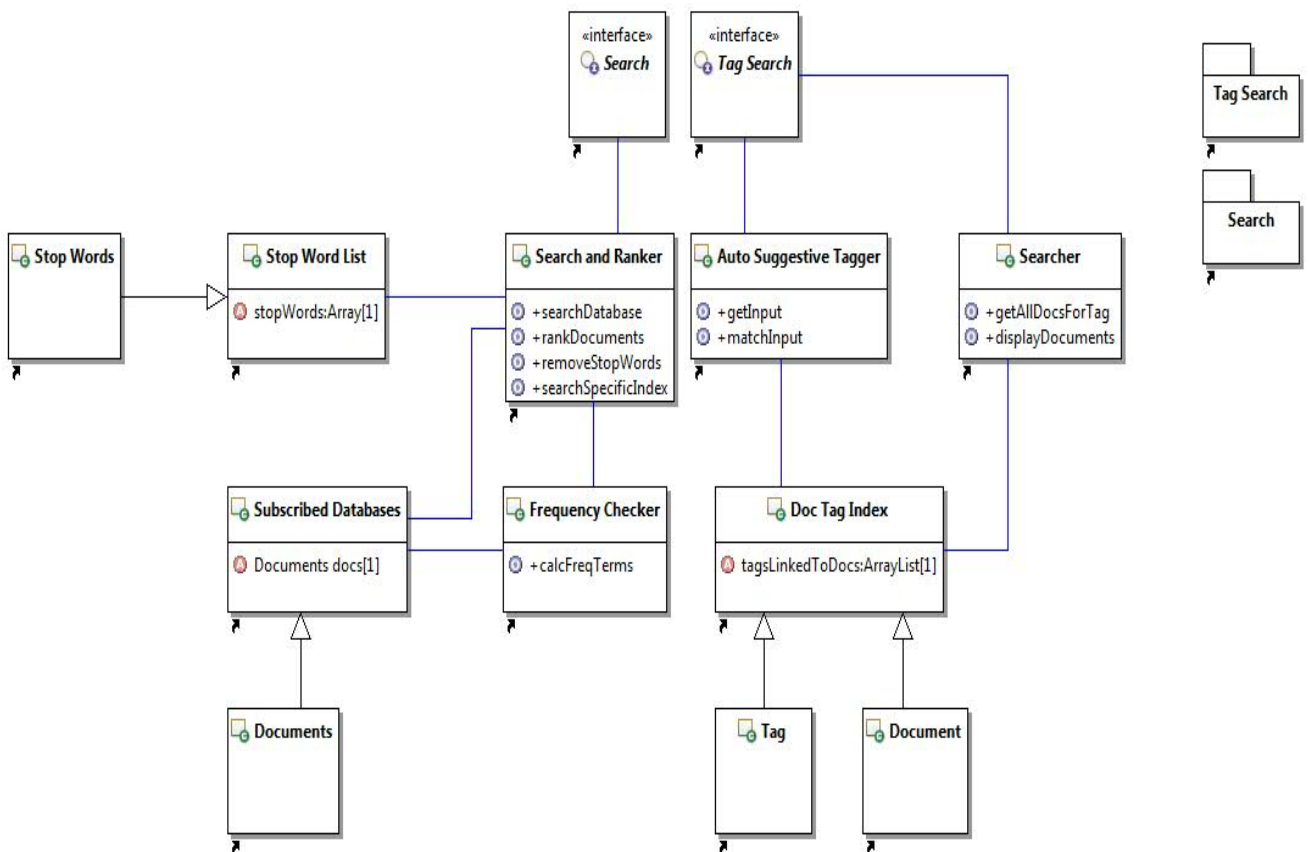 «interface»
Search
«interface»
Tag Search
Tag Search
Search
Stop Words
Stop Word List
stopWords:Array[1]
Search and Ranker
+searchDatabase
+rankDocuments
+removeStopWords
+searchSpecificIndex
Auto Suggestive Tagger
+getInput
+matchInput
Searcher
+getAllDocsForTag
+displayDocuments
Subscribed Databases
Documents docs[1]
Frequency Checker
+calcFreqTerms
Doc Tag Index
tagsLinkedToDocs:ArrayList[1]
Documents
Tag
Document